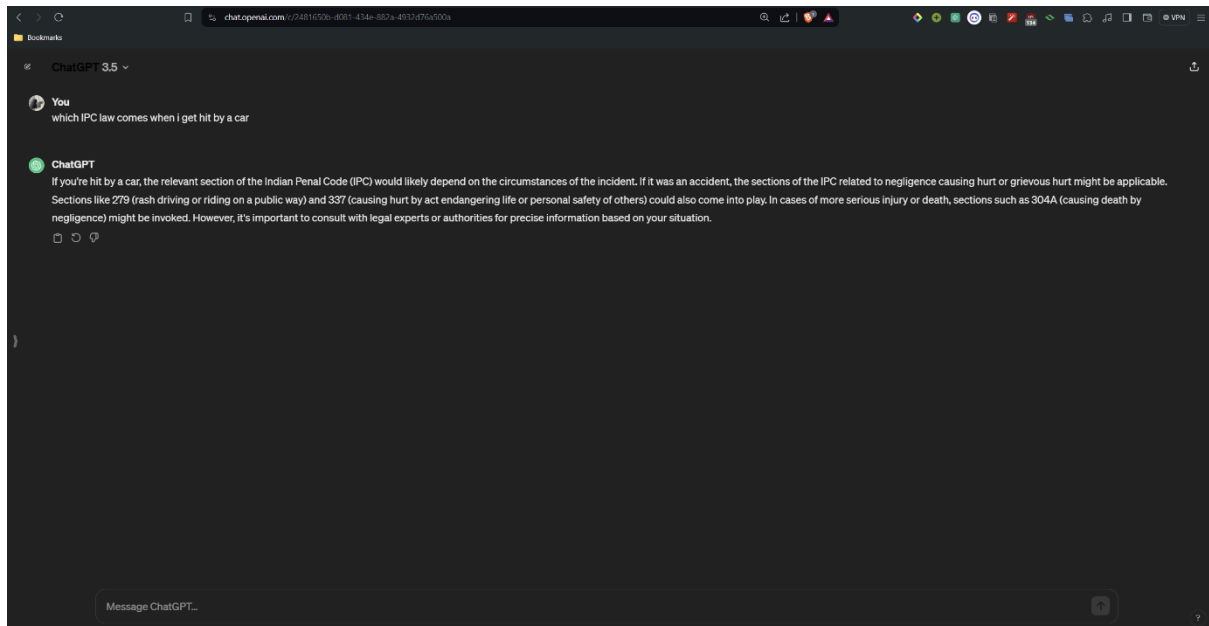 chat.openai.com/c/2481650b-d081-434e-882a-4932d76a500a
VPN
Bookmarks
ChatGPT 3.5
You
which IPC law comes when i get hit by a car
ChatGPT
If you're hit by a car, the relevant section of the Indian Penal Code (IPC) would likely depend on the circumstances of the incident. If it was an accident, the sections of the IPC related to negligence causing hurt or grievous hurt might be applicable.
Sections like 279 (rash driving or riding on a public way) and 337 (causing hurt by act endangering life or personal safety of others) could also come into play. In cases of more serious injury or death, sections such as 304A (causing death by
negligence) might be invoked. However, it's important to consult with legal experts or authorities for precise information based on your situation.
Message ChatGPT...
?